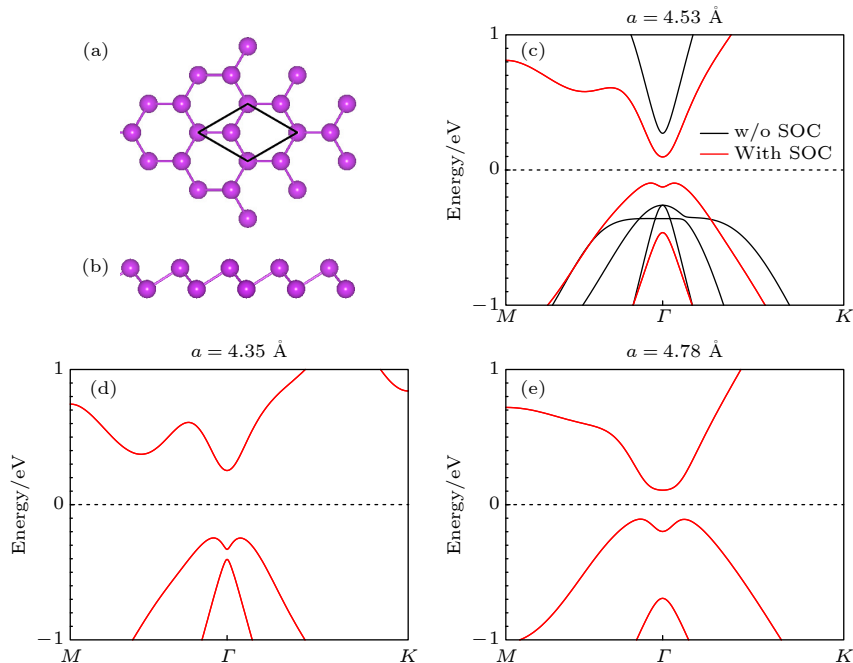 (a)
(b)
a = 4.53 Å
(c)
1
0
−1
Energy/eV
w/o SOC
With SOC
M
Γ
K
a = 4.35 Å
(d)
1
0
−1
Energy/eV
M
Γ
K
a = 4.78 Å
(e)
1
0
−1
Energy/eV
M
Γ
K